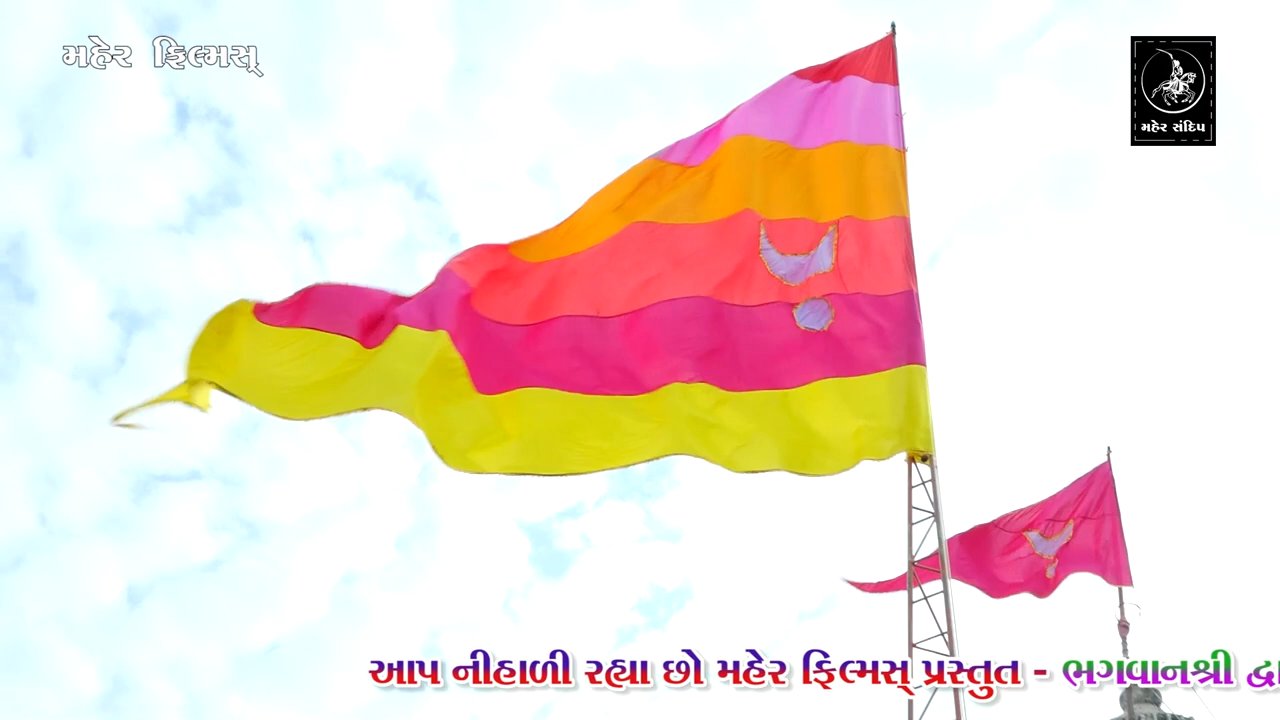 મહેર ફિલ્મસ્
મહેર સંદિપ
આપ નીહાળી રહ્યા છો મહેર ફિલ્મસ્ પ્રસ્તુત - ભગવાનશ્રી